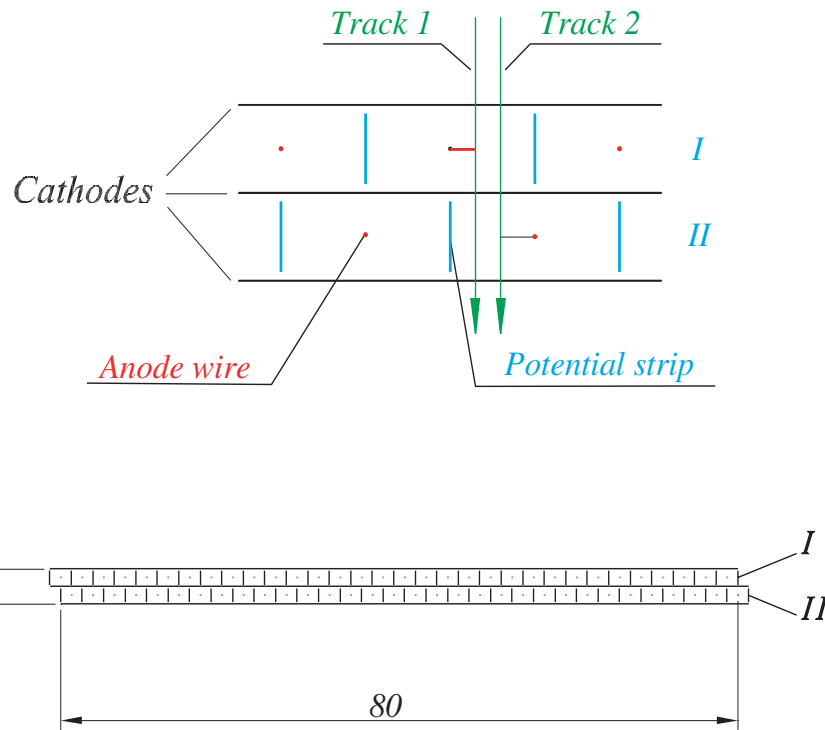 Track 1 Track 2
I
Cathodes
II
Anode wire Potential strip
I
II
80